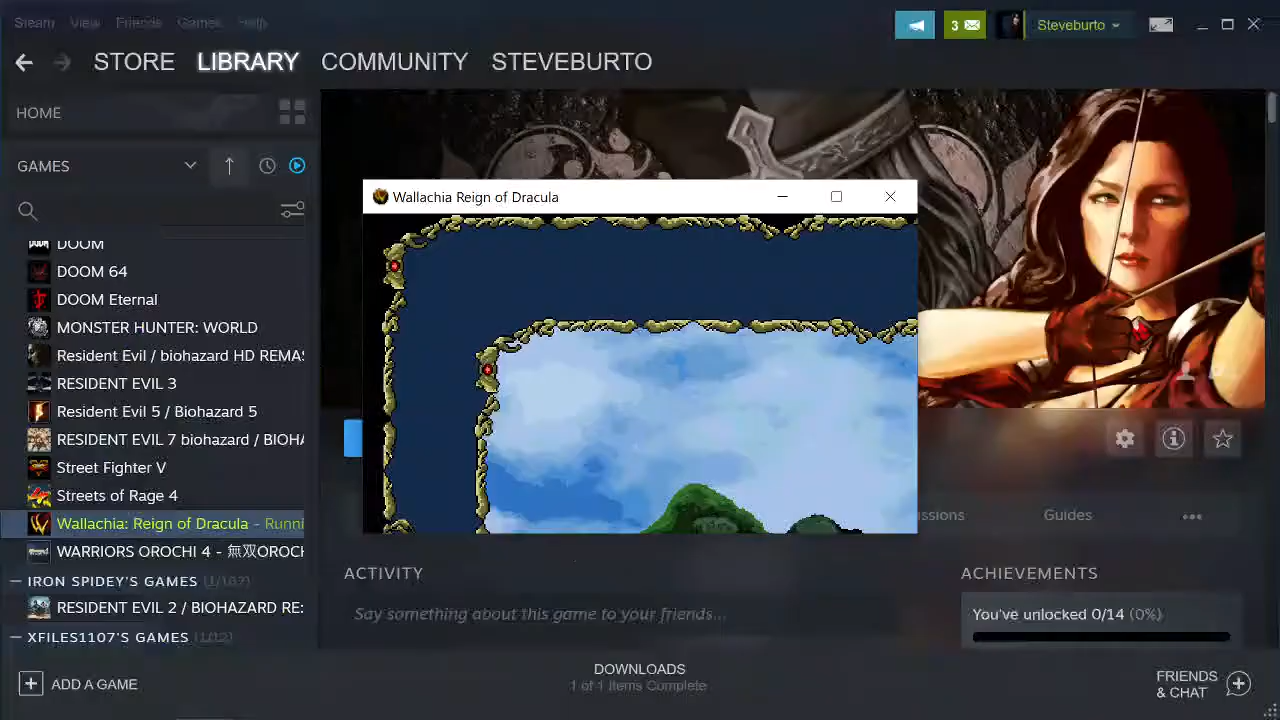 Steam View Friends Games Help
3
Steveburto
STORE LIBRARY COMMUNITY STEVEBURTO
HOME
GAMES
Wallachia Reign of Dracula
DOOM
DOOM 64
DOOM Eternal
MONSTER HUNTER: WORLD
Resident Evil / biohazard HD REMAS
RESIDENT EVIL 3
Resident Evil 5 / Biohazard 5
RESIDENT EVIL 7 biohazard / BIOHA
Street Fighter V
Streets of Rage 4
Wallachia: Reign of Dracula - Runni
WARRIORS OROCHI 4 - 無双OROCH
IRON SPIDEY'S GAMES (1/167)
RESIDENT EVIL 2 / BIOHAZARD RE:
XFILES1107'S GAMES (1/12)
ssions
Guides
ACTIVITY
Say something about this game to your friends...
ACHIEVEMENTS
You've unlocked 0/14 (0%)
ADD A GAME
DOWNLOADS
1 of 1 Items Complete
FRIENDS
& CHAT